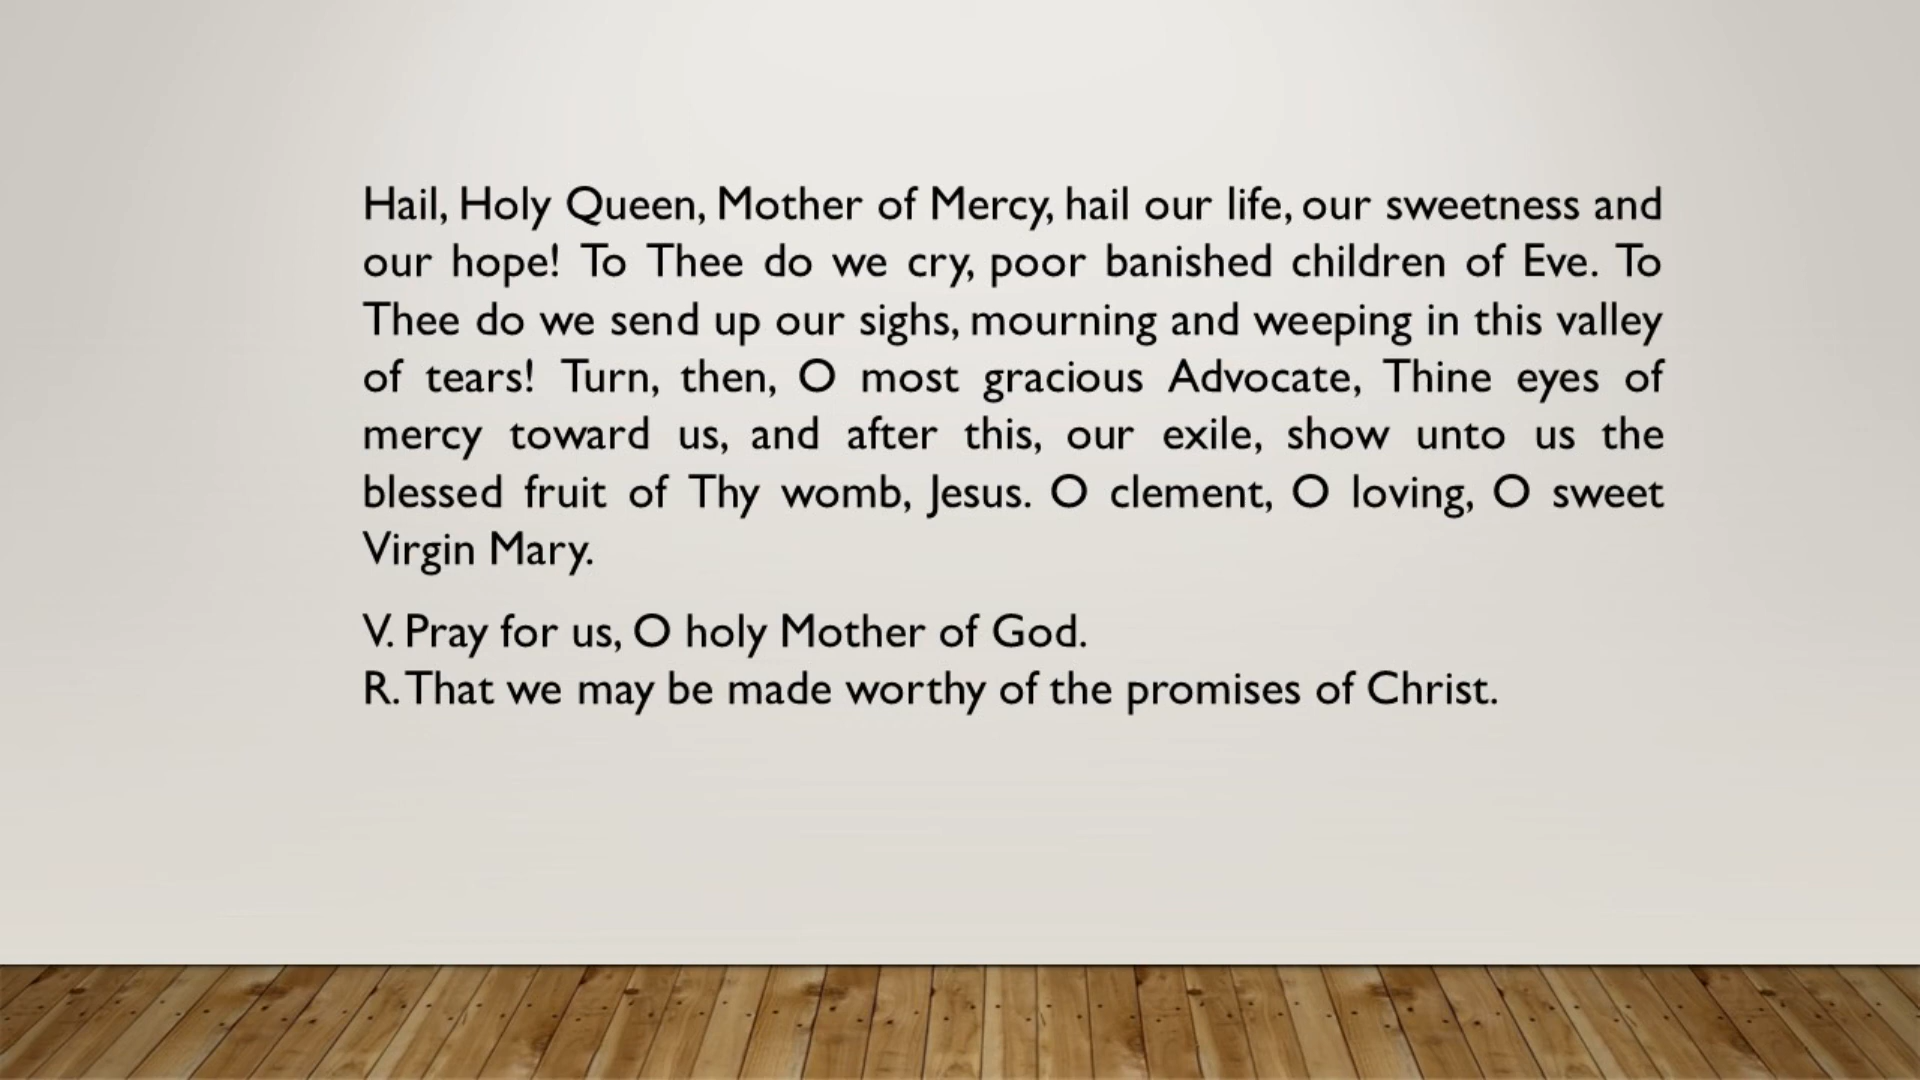 Hail, Holy Queen, Mother of Mercy, hail our life, our sweetness and
our hope! To Thee do we cry, poor banished children of Eve. To
Thee do we send up our sighs, mourning and weeping in this valley
of tears! Turn, then, O most gracious Advocate, Thine eyes of
mercy toward us, and after this, our exile, show unto us the
blessed fruit of Thy womb, Jesus. O clement, O loving, O sweet
Virgin Mary.
V. Pray for us, O holy Mother of God.
R. That we may be made worthy of the promises of Christ.